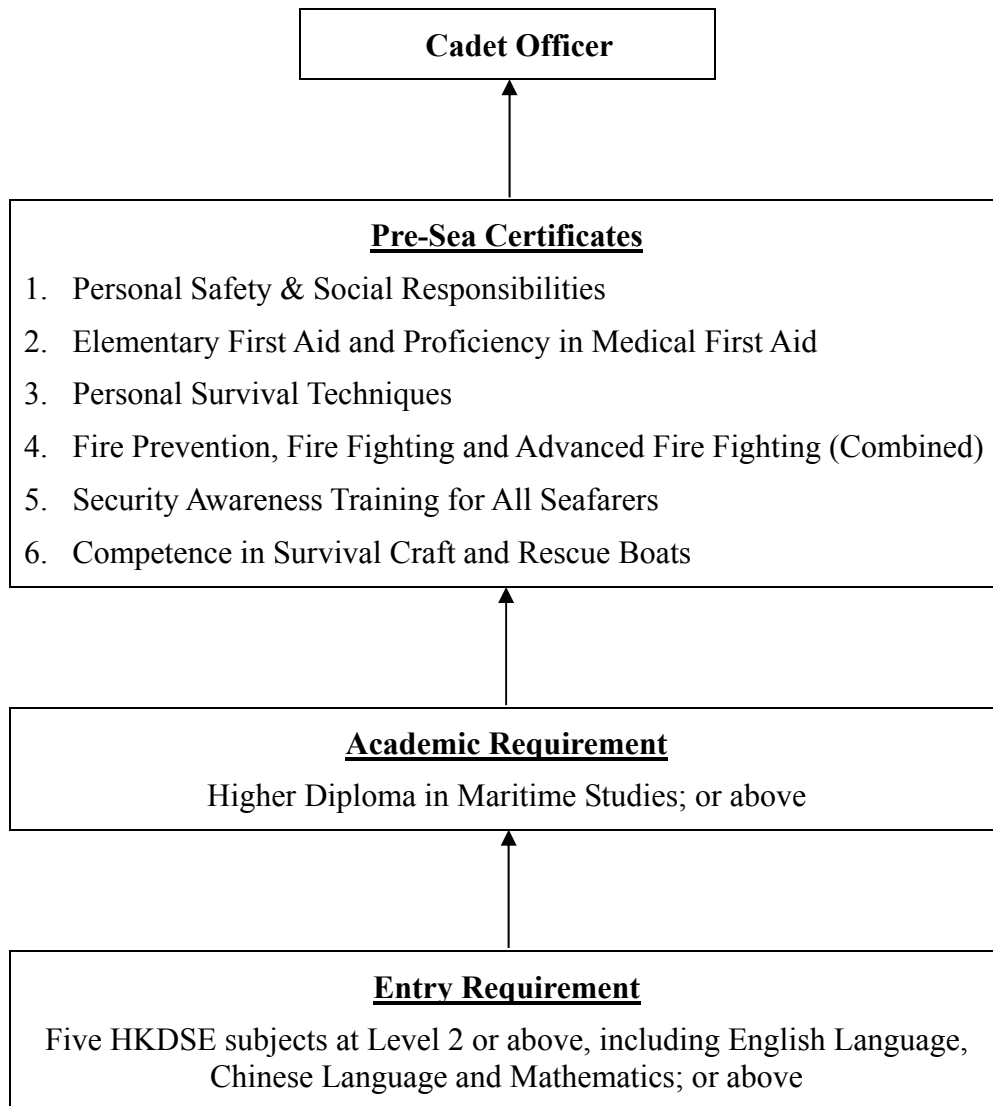 Cadet Officer
Pre-Sea Certificates
1. Personal Safety & Social Responsibilities
2. Elementary First Aid and Proficiency in Medical First Aid
3. Personal Survival Techniques
4. Fire Prevention, Fire Fighting and Advanced Fire Fighting (Combined)
5. Security Awareness Training for All Seafarers
6. Competence in Survival Craft and Rescue Boats
Academic Requirement
Higher Diploma in Maritime Studies; or above
Entry Requirement
Five HKDSE subjects at Level 2 or above, including English Language,
Chinese Language and Mathematics; or above